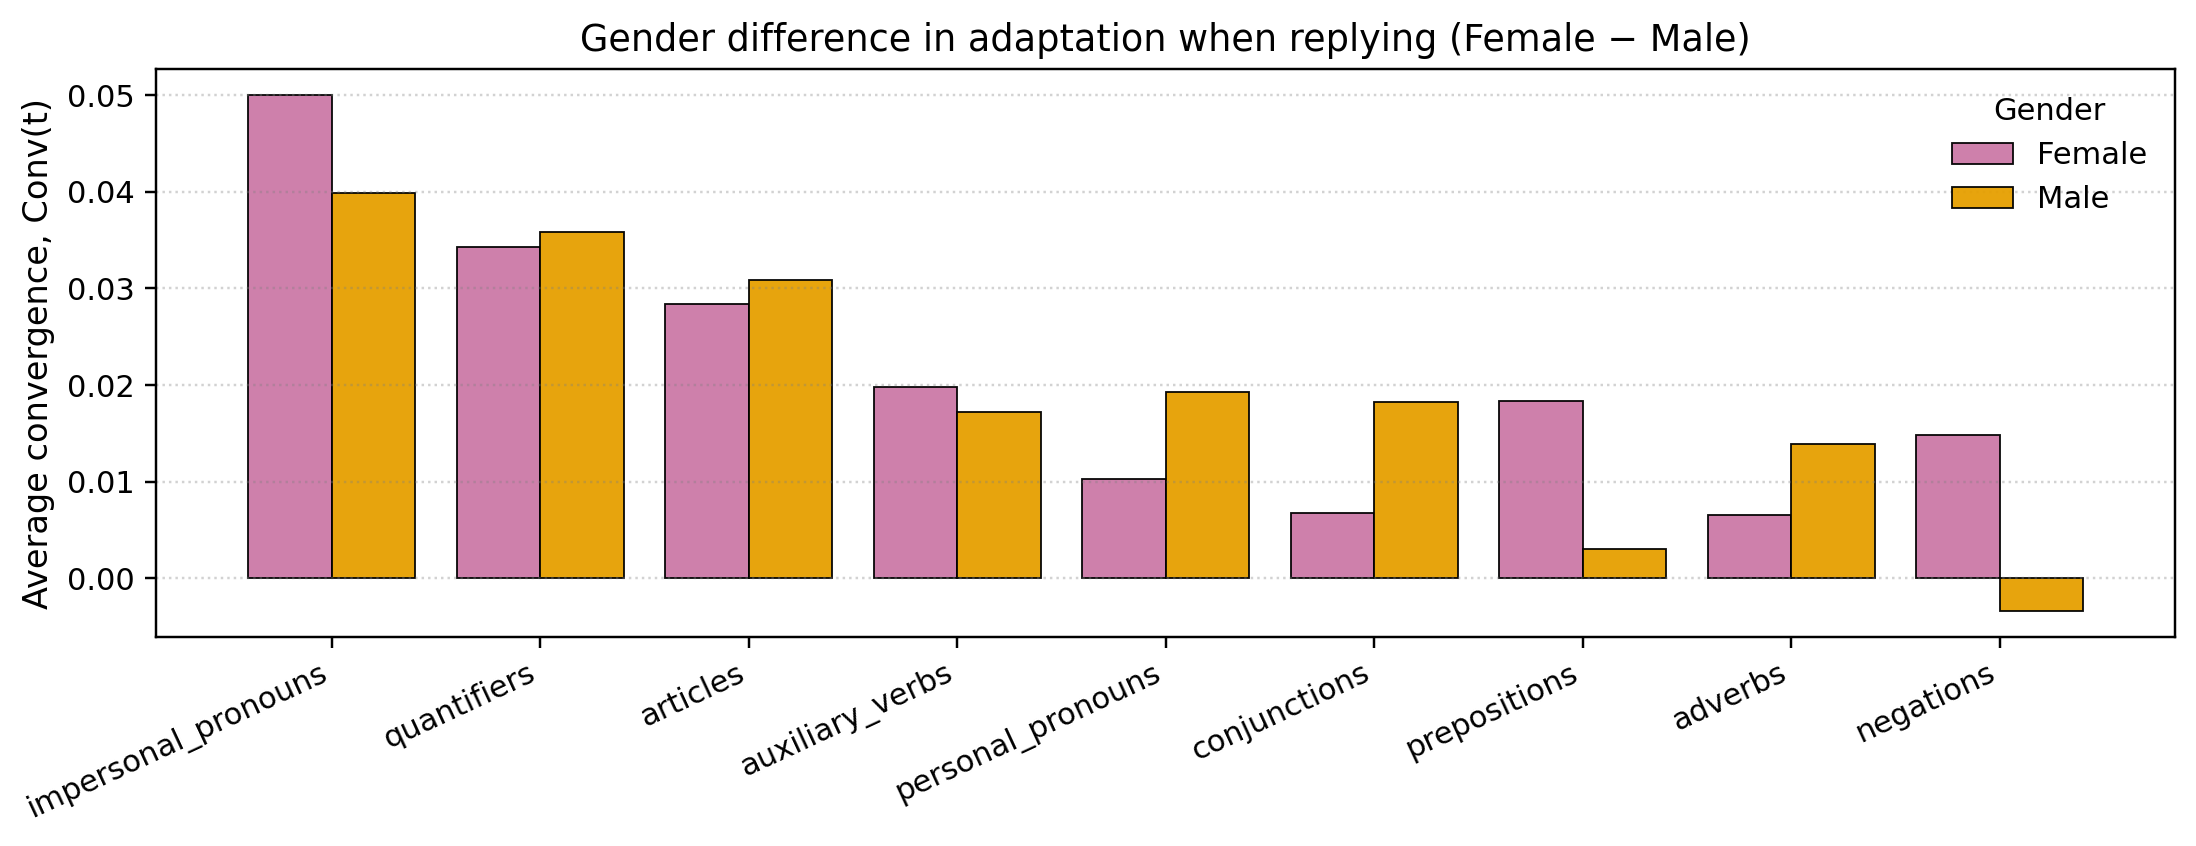 Gender difference in adaptation when replying (Female − Male)
Average convergence, Conv(t)
0.05
0.04
0.03
0.02
0.01
0.00
Gender
Female
Male
impersonal_pronouns
quantifiers
articles
auxiliary_verbs
personal_pronouns
conjunctions
prepositions
adverbs
negations